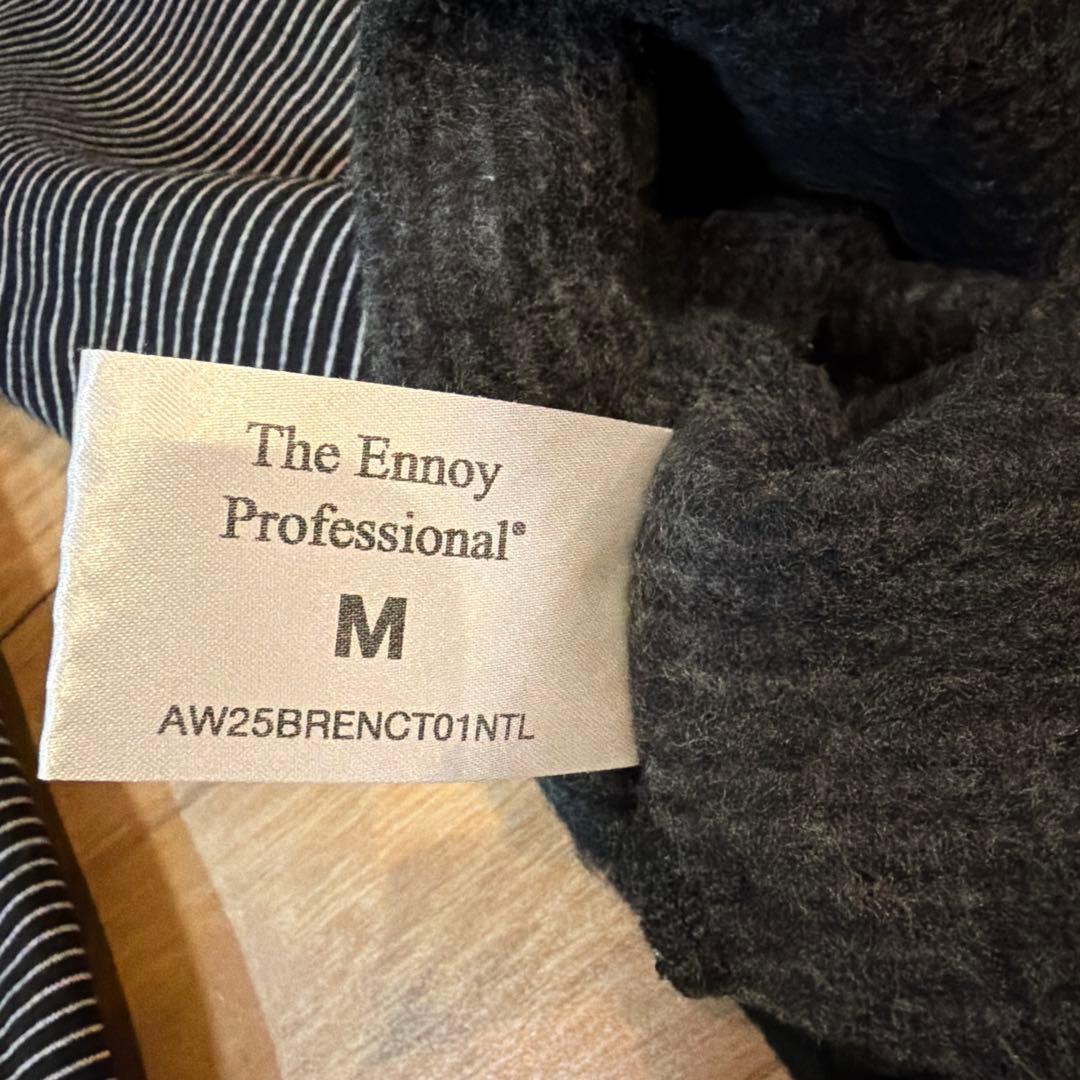 The Ennoy
Professional®
M
AW25BRENCT01NTL